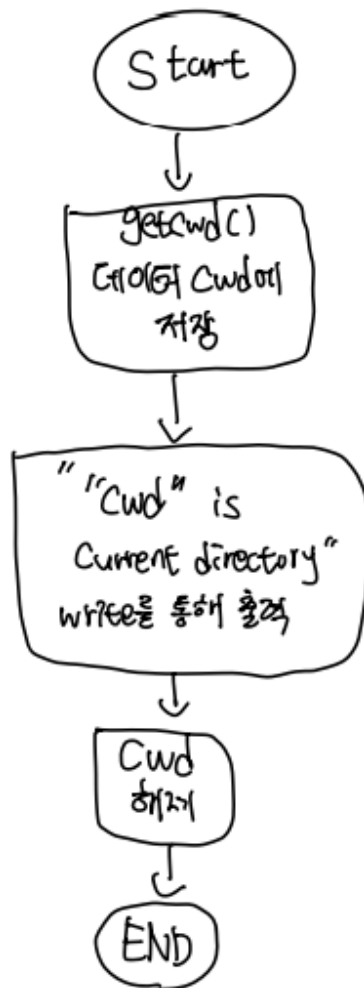 Start
getcwd()
데이터 cwd에
저장
""cwd" is
Current directory"
write를 통해 출력
Cwd
해제
END